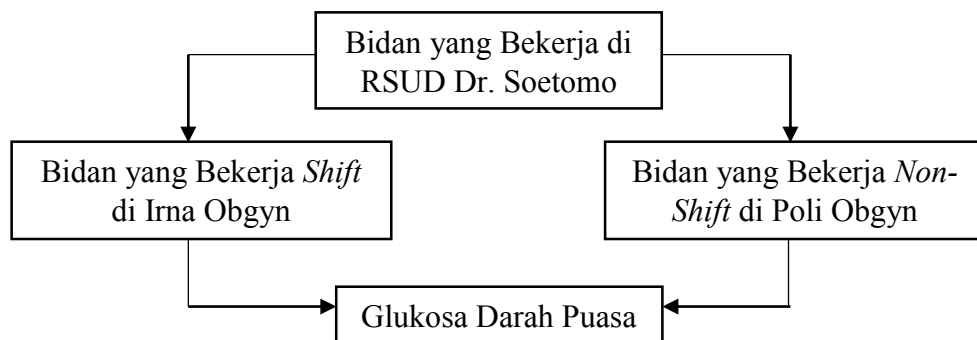 Bidan yang Bekerja di
RSUD Dr. Soetomo
Bidan yang Bekerja Shift
di Irna Obgyn
Bidan yang Bekerja Non-
Shift di Poli Obgyn
Glukosa Darah Puasa